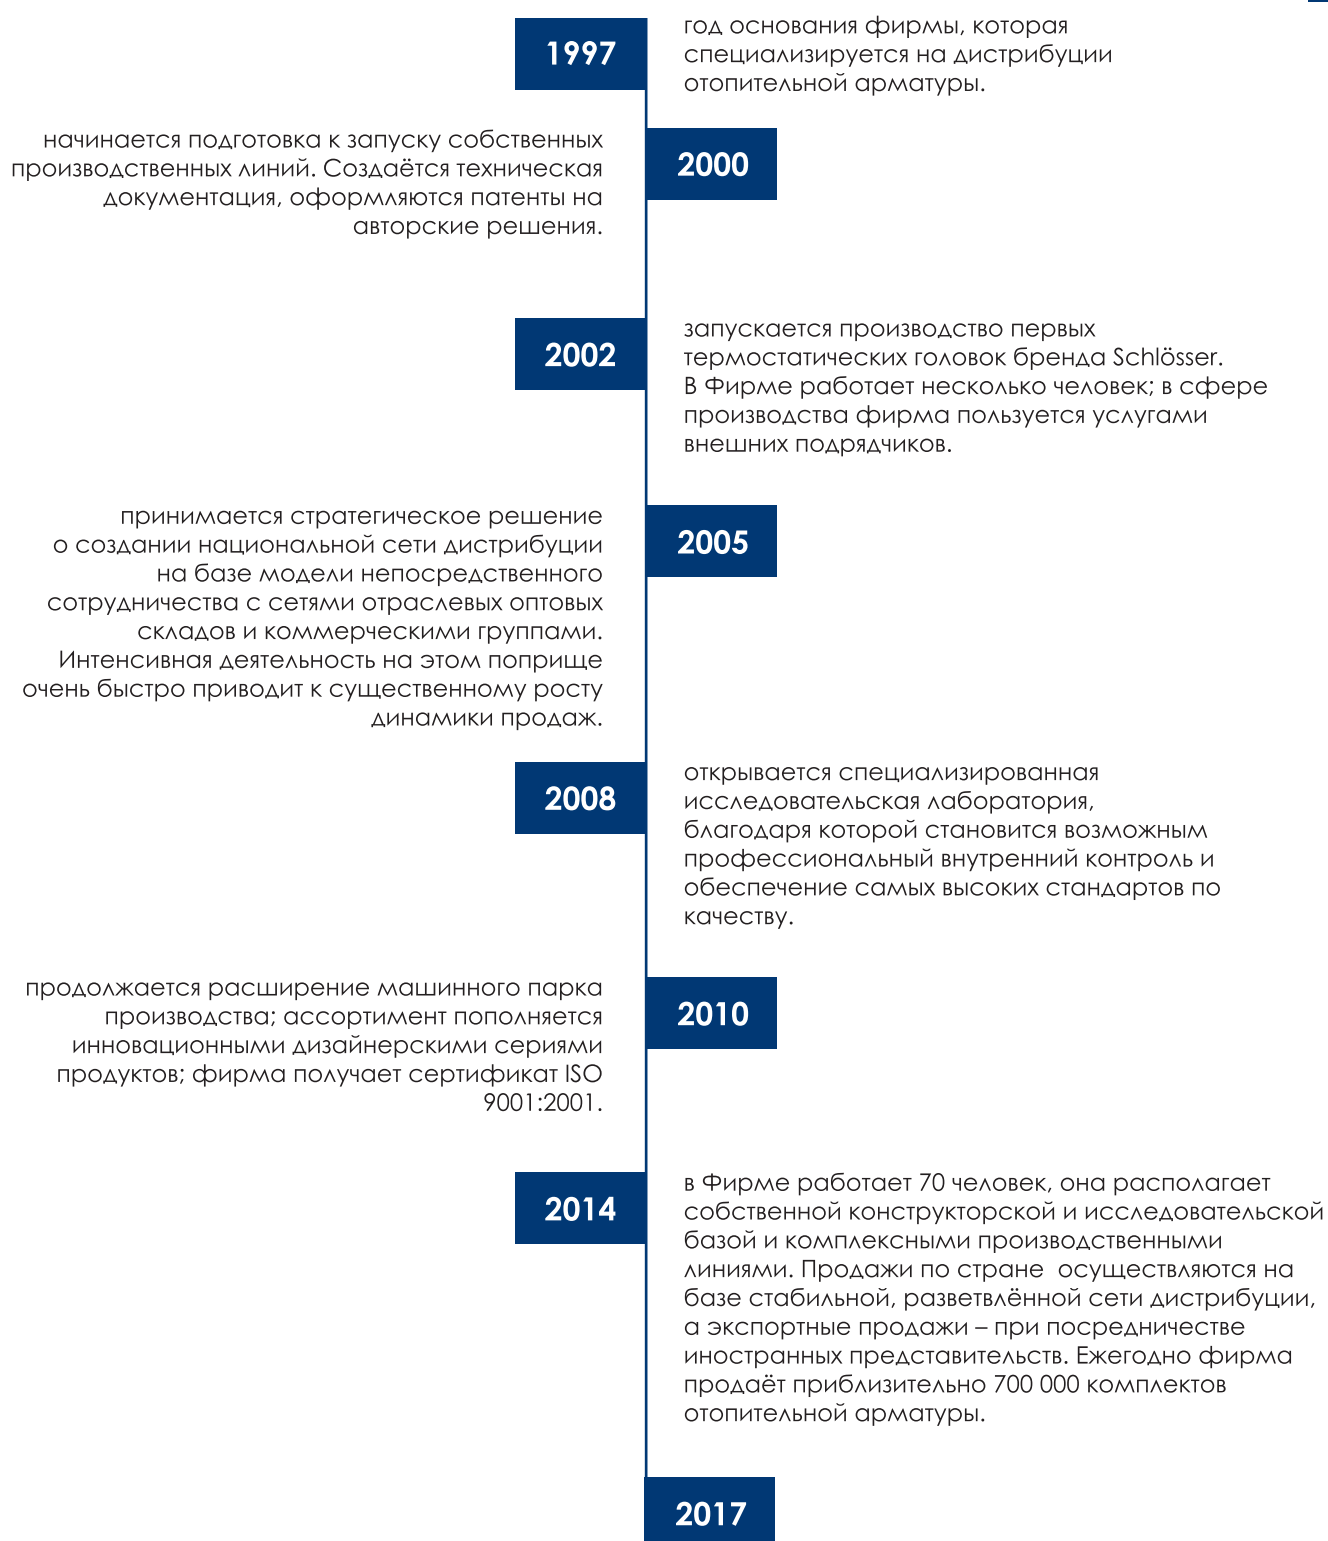 1997
год основания фирмы, которая
специализируется на дистрибуции
отопительной арматуры.
2000
начинается подготовка к запуску собственных
производственных линий. Создаётся техническая
документация, оформляются патенты на
авторские решения.
2002
запускается производство первых
термостатических головок бренда Schlösser.
В Фирме работает несколько человек; в сфере
производства фирма пользуется услугами
внешних подрядчиков.
2005
принимается стратегическое решение
о создании национальной сети дистрибуции
на базе модели непосредственного
сотрудничества с сетями отраслевых оптовых
складов и коммерческими группами.
Интенсивная деятельность на этом поприще
очень быстро приводит к существенному росту
динамики продаж.
2008
открывается специализированная
исследовательская лаборатория,
благодаря которой становится возможным
профессиональный внутренний контроль и
обеспечение самых высоких стандартов по
качеству.
2010
продолжается расширение машинного парка
производства; ассортимент пополняется
инновационными дизайнерскими сериями
продуктов; фирма получает сертификат ISO
9001:2001.
2014
в Фирме работает 70 человек, она располагает
собственной конструкторской и исследовательской
базой и комплексными производственными
линиями. Продажи по стране  осуществляются на
базе стабильной, разветвлённой сети дистрибуции,
а экспортные продажи – при посредничестве
иностранных представительств. Ежегодно фирма
продаёт приблизительно 700 000 комплектов
отопительной арматуры.
2017